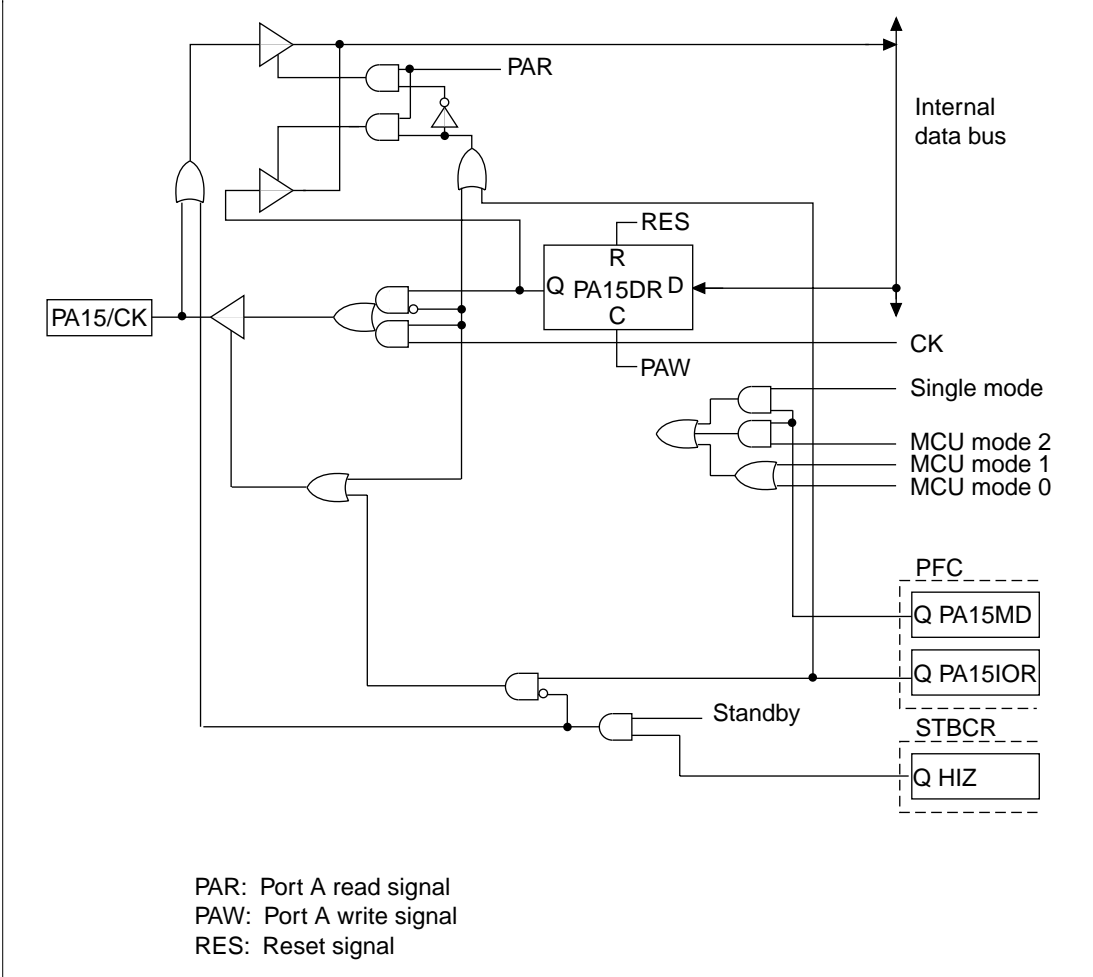 PAR
Internal
data bus
RES
R
Q PA15DR D
C
PA15/CK
PAW
CK
Single mode
MCU mode 2
MCU mode 1
MCU mode 0
PFC
Q PA15MD
Q PA15IOR
Standby
STBCR
Q HIZ
PAR: Port A read signal
PAW: Port A write signal
RES: Reset signal